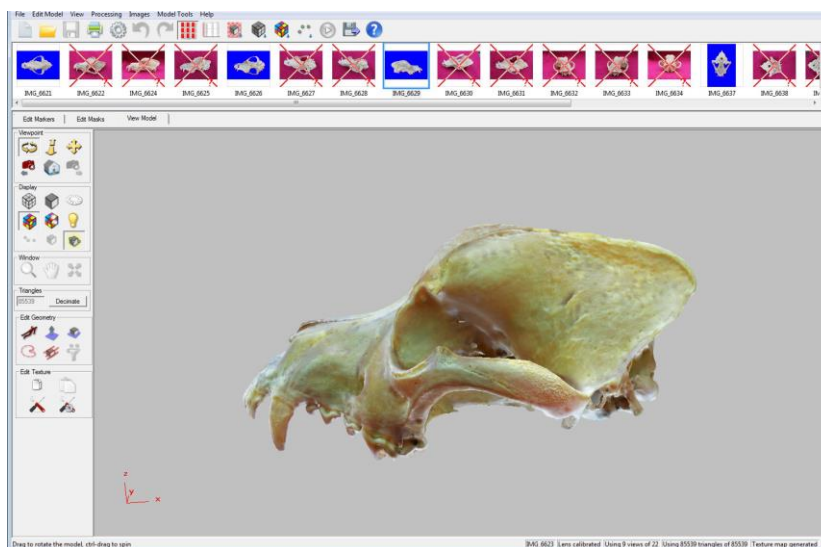 File Edit Model View Processing Images Model Tools Help
IMG_6621 IMG_6622 IMG_6624 IMG_6625 IMG_6626 IMG_6627 IMG_6628 IMG_6629 IMG_6630 IMG_6631 IMG_6632 IMG_6633 IMG_6634 IMG_6637 IMG_6638
Edit Markers Edit Masks View Model
Viewpoint
Display
Window
Triangles
85539 Decimate
Edit Geometry
Edit Texture
z
y x
Drag to rotate the model, ctrl-drag to spin IMG_6623 Lens calibrated Using 9 views of 22 Using 85539 triangles of 85539 Texture map generated